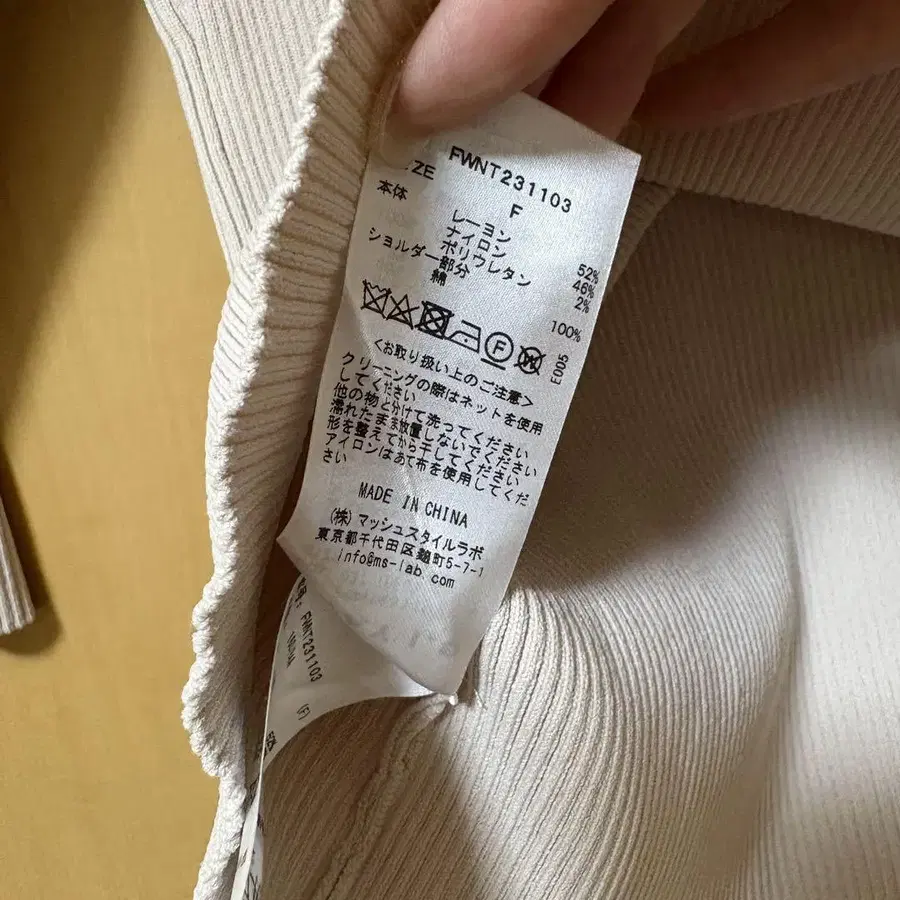 FWNT231103
SIZE F
本体
レーヨン 52%
ナイロン 46%
ポリウレタン 2%
ショルダー部分
綿 100%
F
E005
<お取り扱い上のご注意>
クリーニングの際はネットを使用
してください
他の物と分けて洗ってください
濡れたまま放置しないでください
形を整えてから干してください
アイロンはあて布を使用してくだ
さい
MADE IN CHINA
(株)マッシュスタイルラボ
東京都千代田区麹町5-7-1
info@ms-lab.com
FWNT231103 (F)